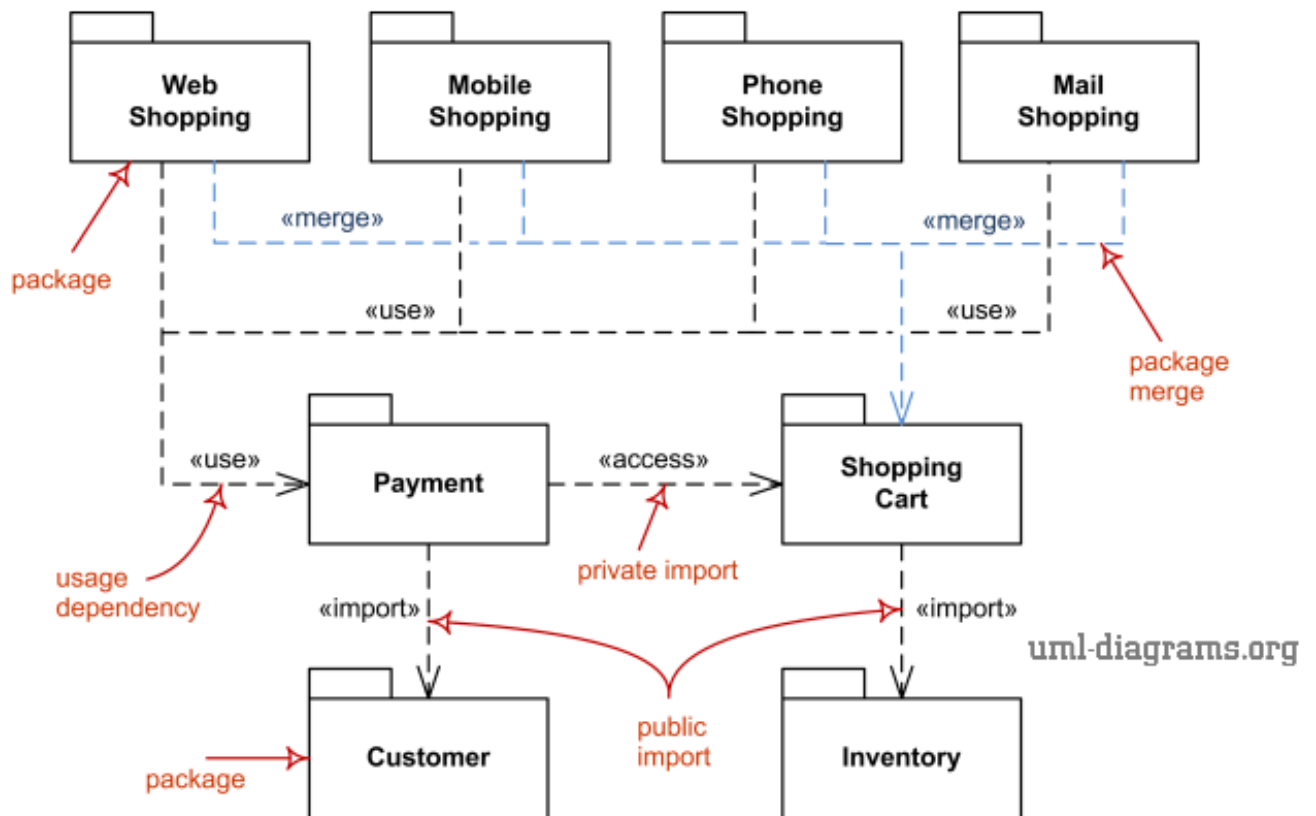 Web
Shopping
Mobile
Shopping
Phone
Shopping
Mail
Shopping
«merge»
«merge»
package
«use»
«use»
package
merge
«use»
Payment
«access»
Shopping
Cart
usage
dependency
private import
«import»
«import»
uml-diagrams.org
public
import
package
Customer
Inventory